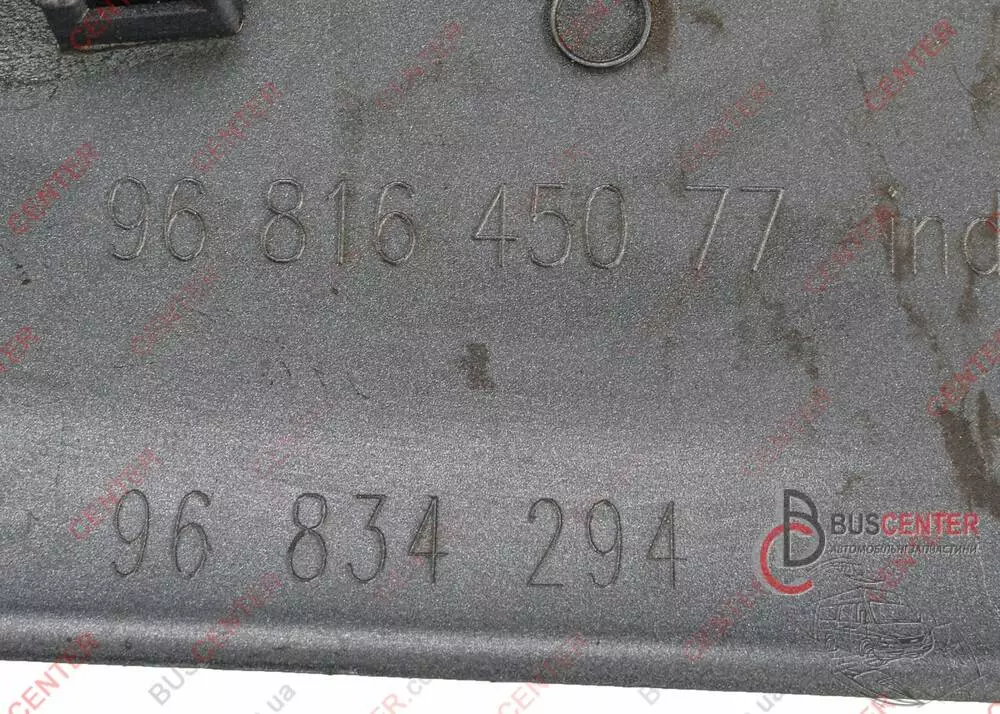 96 816 450 77 ind
96 834 294
BUSCENTER
АВТОМОБІЛЬНІ ЗАПЧАСТИНИ